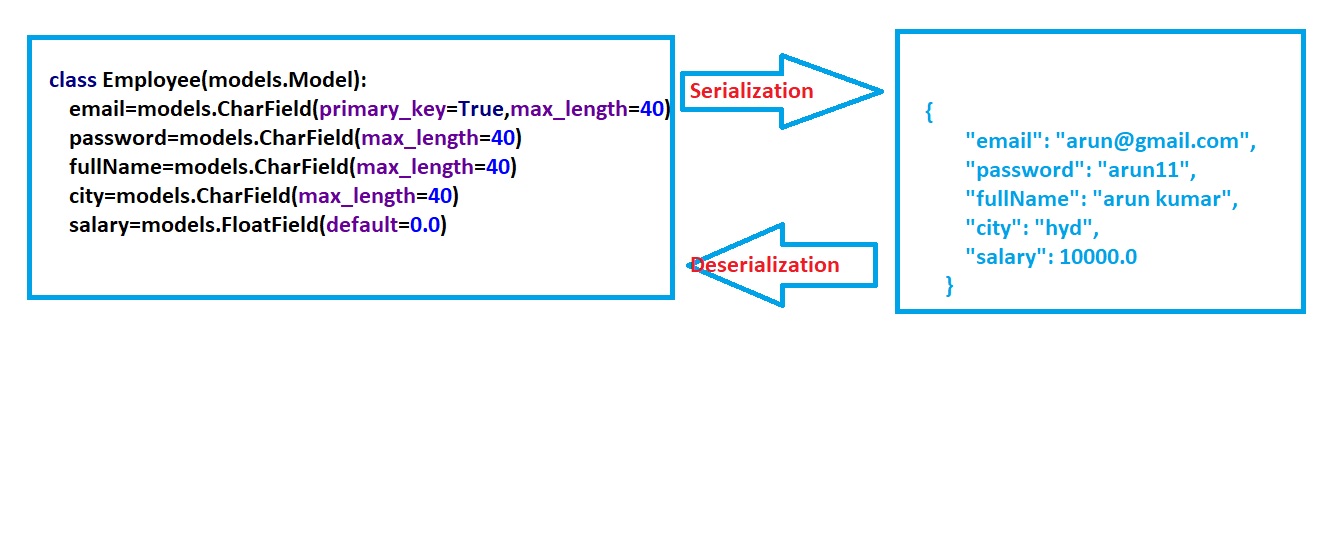 class Employee(models.Model):
email=models.CharField(primary_key=True,max_length=40)
password=models.CharField(max_length=40)
fullName=models.CharField(max_length=40)
city=models.CharField(max_length=40)
salary=models.FloatField(default=0.0)
Serialization
Deserialization
{
"email": "arun@gmail.com",
"password": "arun11",
"fullName": "arun kumar",
"city": "hyd",
"salary": 10000.0
}